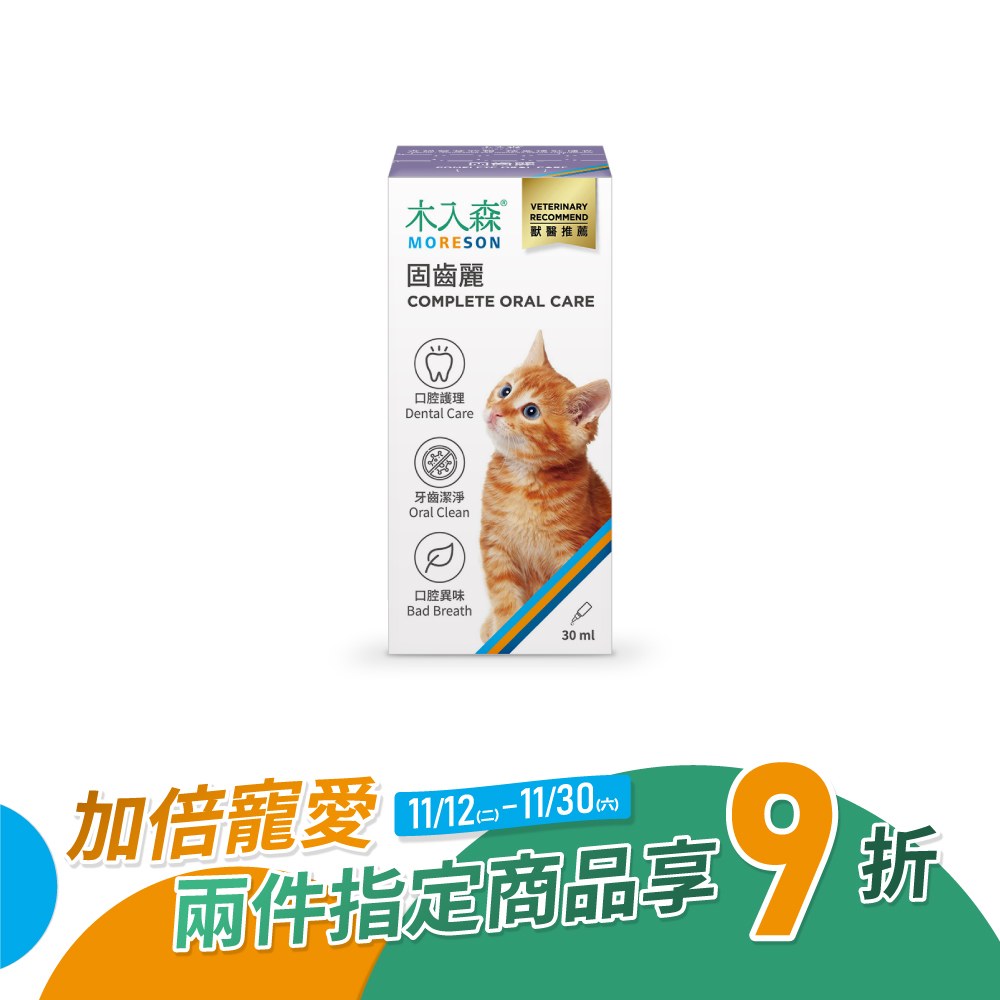 木入森®
MORESON
VETERINARY
RECOMMEND
獸醫推薦
固齒麗
COMPLETE ORAL CARE
口腔護理
Dental Care
牙齒潔淨
Oral Clean
口腔異味
Bad Breath
30 ml
加倍寵愛
11/12(二)-11/30(六)
兩件指定商品享9折